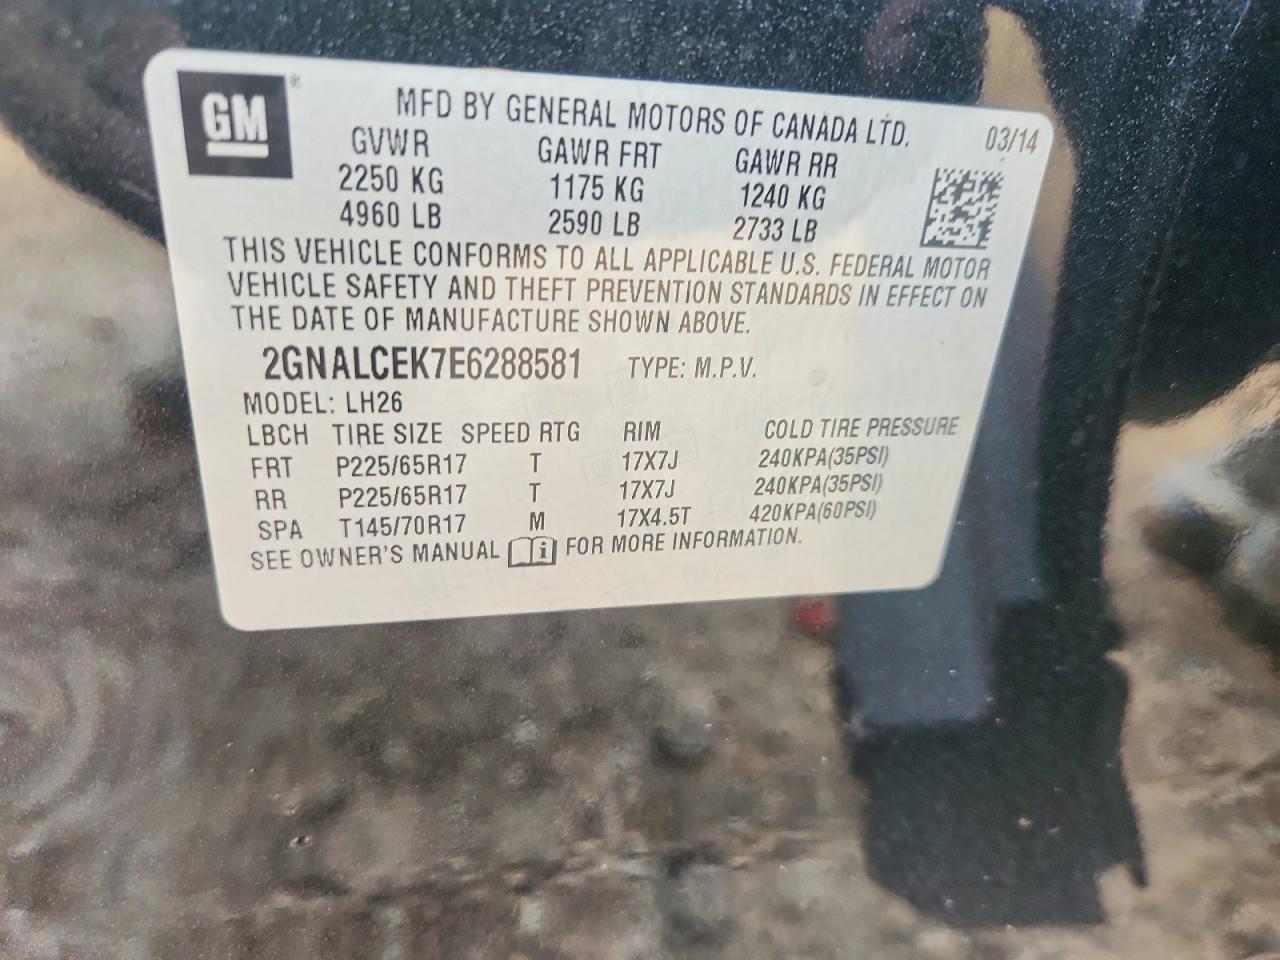 GM ®
MFD BY GENERAL MOTORS OF CANADA LTD.
03/14
GVWR GAWR FRT GAWR RR
2250 KG 1175 KG 1240 KG
4960 LB 2590 LB 2733 LB
THIS VEHICLE CONFORMS TO ALL APPLICABLE U.S. FEDERAL MOTOR
VEHICLE SAFETY AND THEFT PREVENTION STANDARDS IN EFFECT ON
THE DATE OF MANUFACTURE SHOWN ABOVE.
2GNALCEK7E6288581 TYPE: M.P.V.
MODEL: LH26
LBCH TIRE SIZE SPEED RTG RIM COLD TIRE PRESSURE
FRT P225/65R17 T 17X7J 240KPA(35PSI)
RR P225/65R17 T 17X7J 240KPA(35PSI)
SPA T145/70R17 M 17X4.5T 420KPA(60PSI)
SEE OWNER'S MANUAL i FOR MORE INFORMATION.